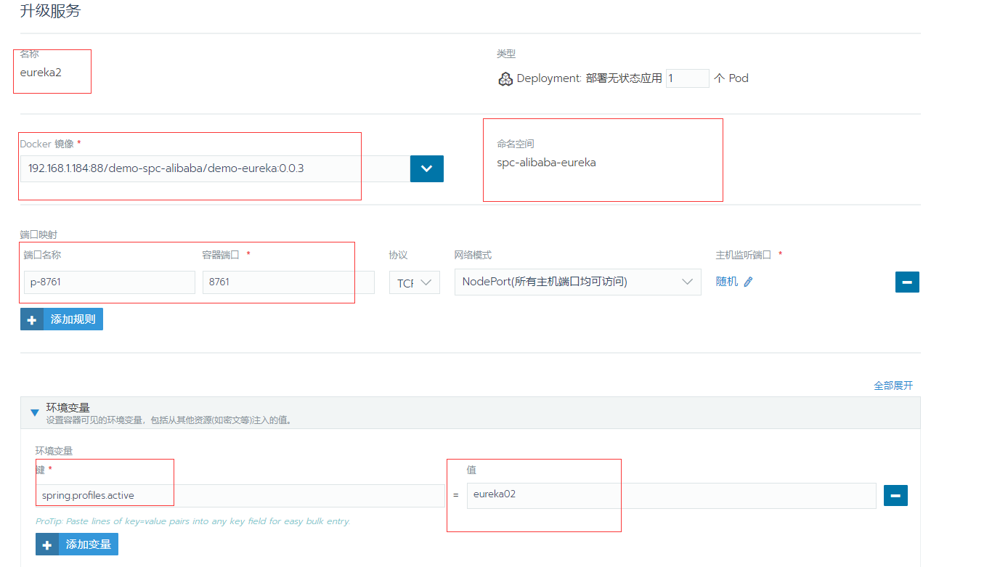 升级服务
名称
类型
eureka2
Deployment: 部署无状态应用 1 个 Pod
Docker 镜像 *
命名空间
192.168.1.184:88/demo-spc-alibaba/demo-eureka:0.0.3
spc-alibaba-eureka
端口映射
端口名称 容器端口 * 协议 网络模式 主机监听端口 *
p-8761 8761 TCP NodePort(所有主机端口均可访问) 随机
添加规则
全部展开
环境变量
设置容器可见的环境变量，包括从其他资源(如密文等)注入的值。
环境变量
键 * 值
spring.profiles.active = eureka02
ProTip: Paste lines of key=value pairs into any key field for easy bulk entry.
添加变量